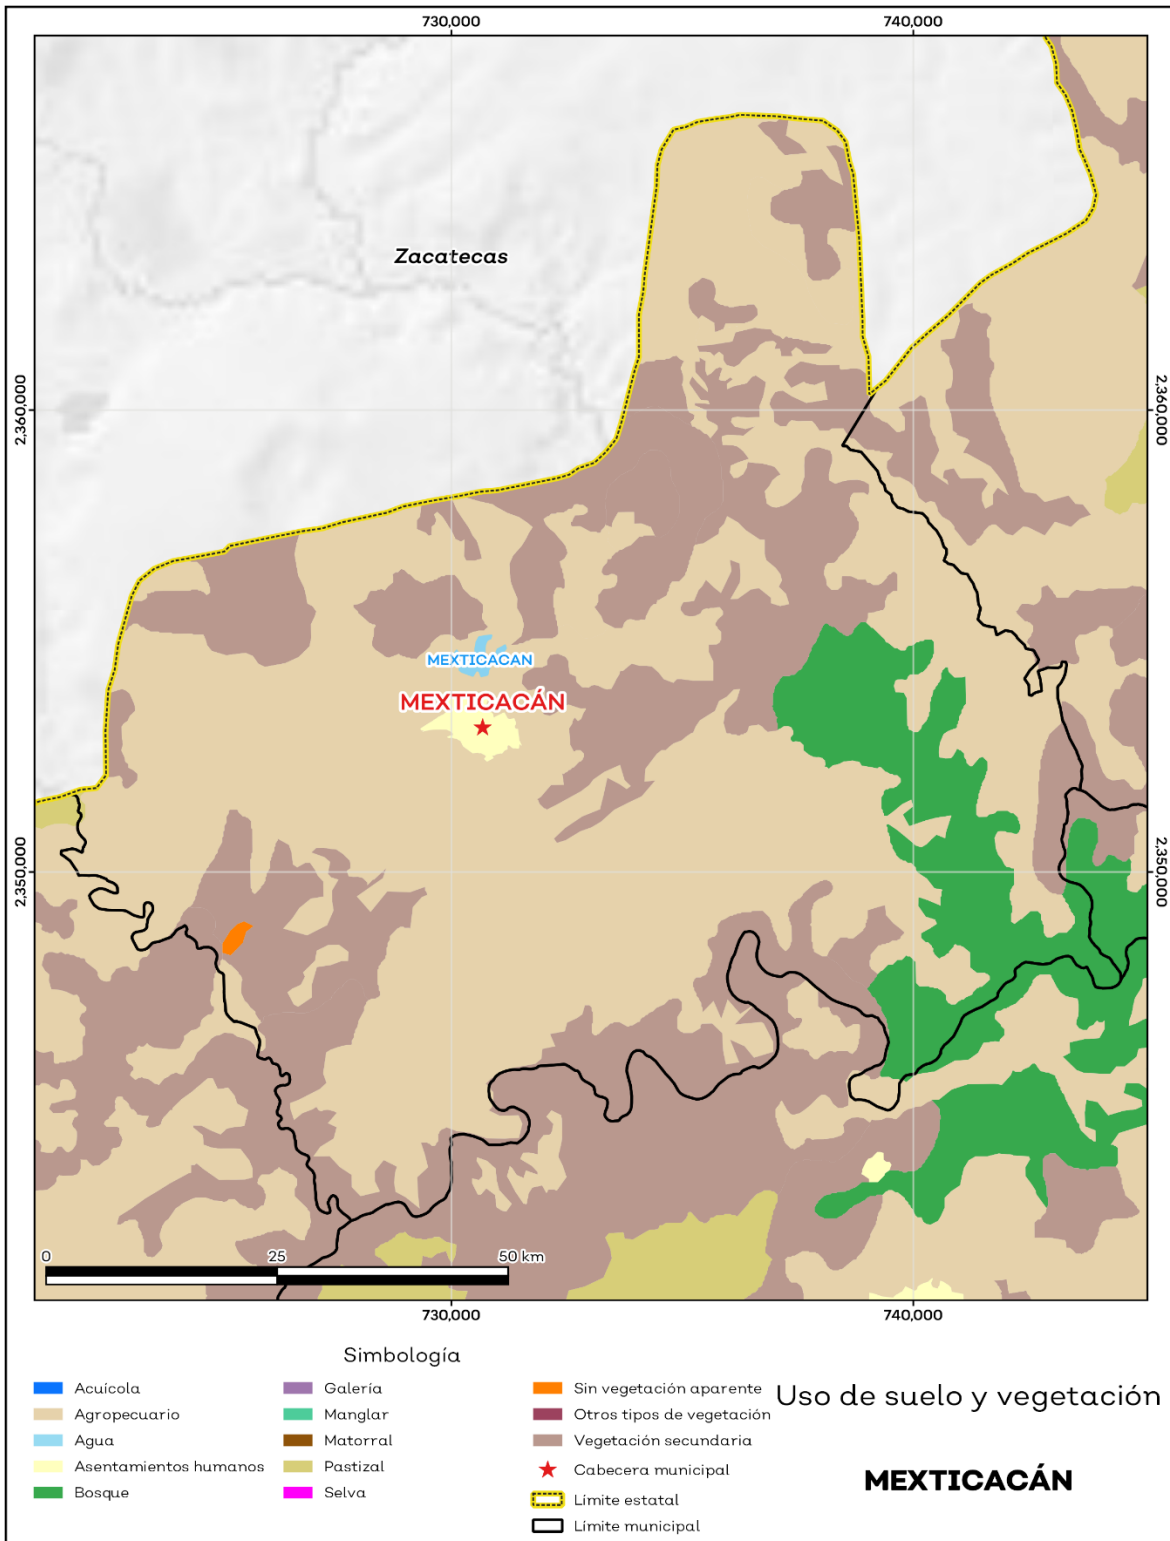 730,000
740,000
Zacatecas
2,360,000
2,360,000
MEXTICACAN
MEXTICACÁN
2,350,000
2,350,000
0
25
50 km
730,000
740,000
Simbología
Acuícola
Agropecuario
Agua
Asentamientos humanos
Bosque
Galería
Manglar
Matorral
Pastizal
Selva
Sin vegetación aparente
Otros tipos de vegetación
Vegetación secundaria
Cabecera municipal
Límite estatal
Límite municipal
Uso de suelo y vegetación
MEXTICACÁN